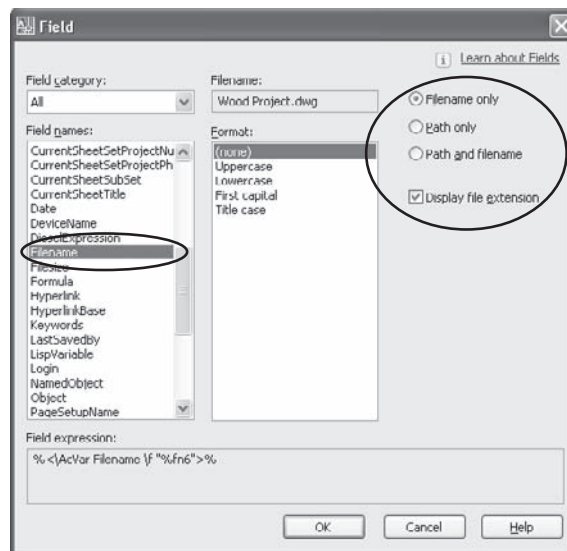 Field
Learn about Fields
Field category:
All
Field names:
CurrentSheetSetProjectNu
CurrentSheetSetProjectPh
CurrentSheetSubSet
CurrentSheetTitle
Date
DeviceName
DieselExpression
Filename
Filesize
Formula
Hyperlink
HyperlinkBase
Keywords
LastSavedBy
LispVariable
Login
NamedObject
Object
PageSetupName
Filename:
Wood Project.dwg
Format:
(none)
Uppercase
Lowercase
First capital
Title case
Filename only
Path only
Path and filename
Display file extension
Field expression:
%<\AcVar Filename \f "%fn6">%
OK Cancel Help